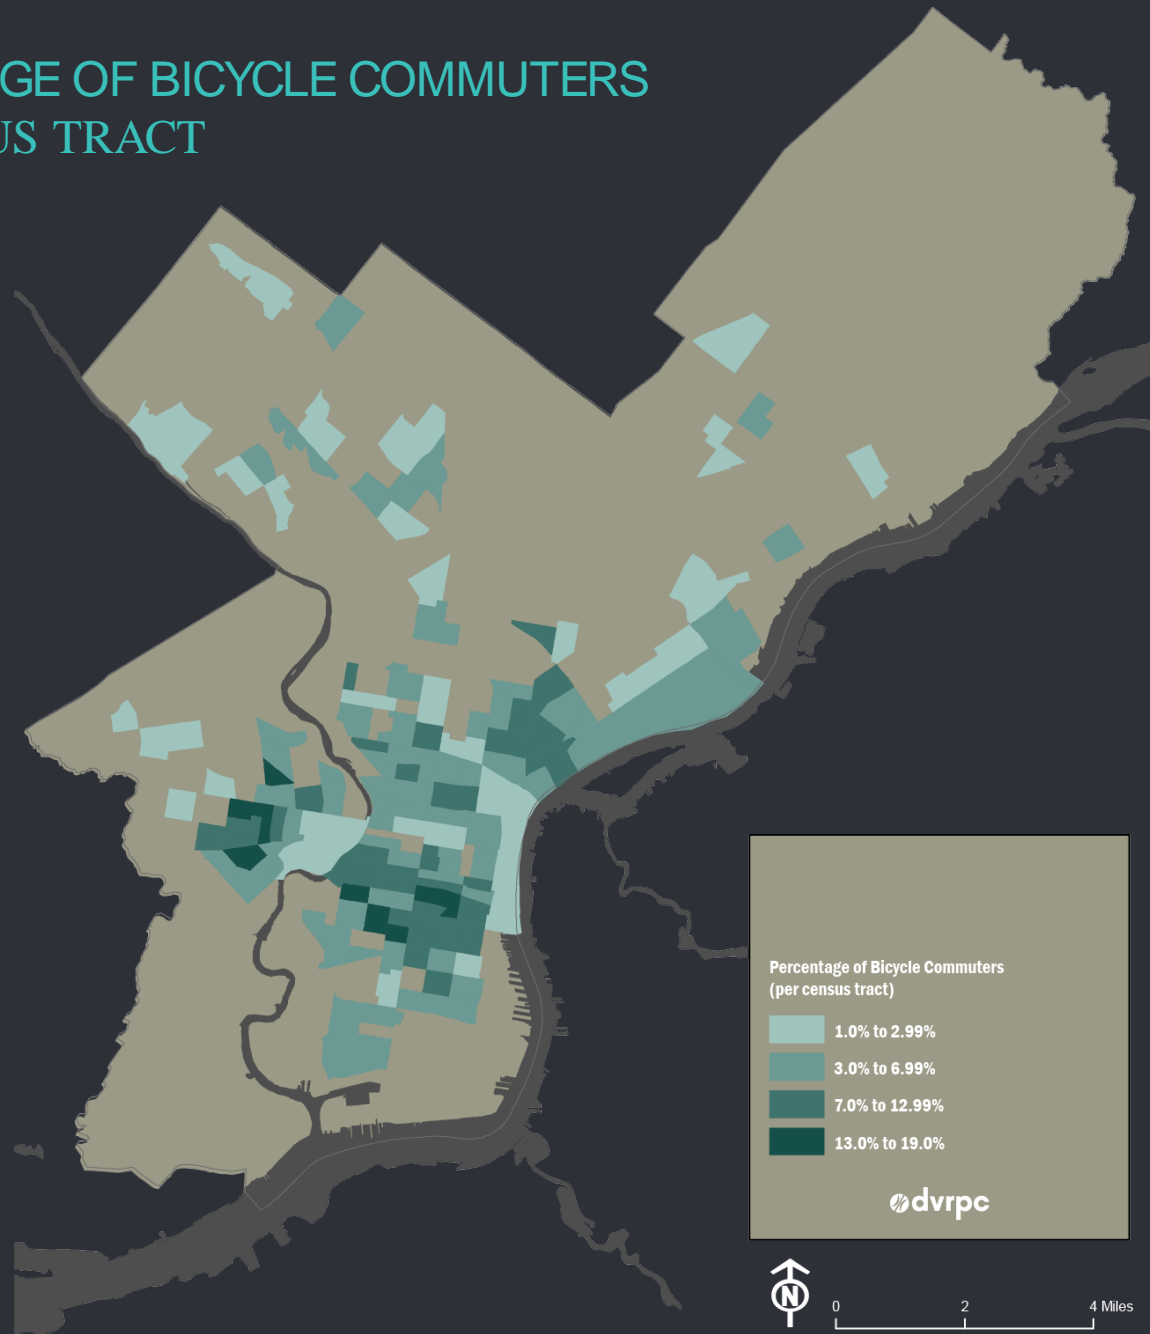 GE OF BICYCLE COMMUTERS
US TRACT
Percentage of Bicycle Commuters
(per census tract)
1.0% to 2.99%
3.0% to 6.99%
7.0% to 12.99%
13.0% to 19.0%
dvrpc
N
0 2 4 Miles